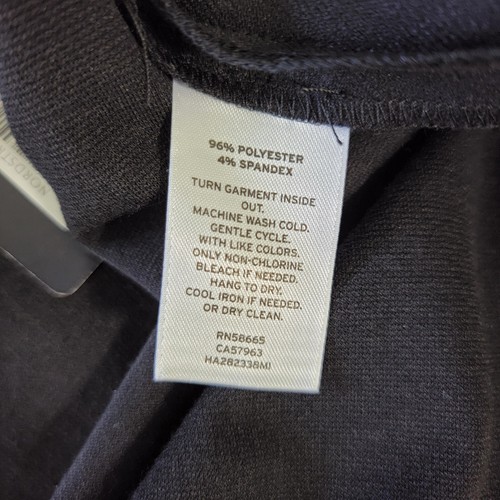 96% POLYESTER
4% SPANDEX
TURN GARMENT INSIDE
OUT.
MACHINE WASH COLD.
GENTLE CYCLE.
WITH LIKE COLORS.
ONLY NON-CHLORINE
BLEACH IF NEEDED.
HANG TO DRY.
COOL IRON IF NEEDED.
OR DRY CLEAN.
RN58665
CA57963
HA282338MI